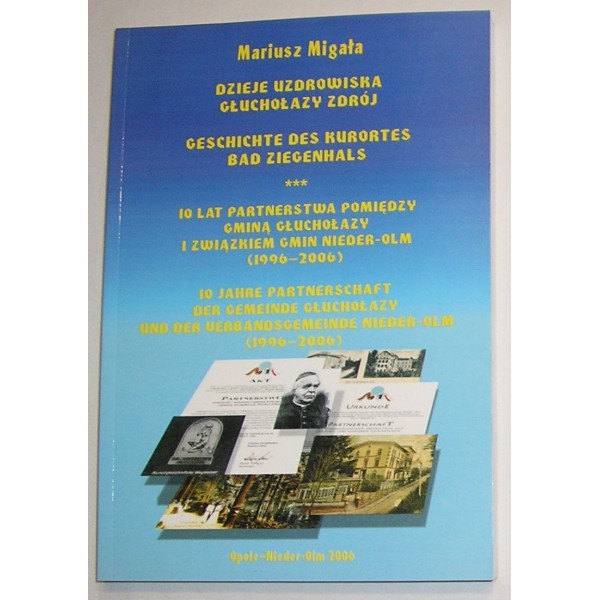 Mariusz Migała
DZIEJE UZDROWISKA
GŁUCHOŁAZY ZDRÓJ
GESCHICHTE DES KURORTES
BAD ZIEGENHALS
***
10 LAT PARTNERSTWA POMIĘDZY
GMINĄ GŁUCHOŁAZY
I ZWIĄZKIEM GMIN NIEDER-OLM
(1996–2006)
10 JAHRE PARTNERSCHAFT
DER GEMEINDE GŁUCHOŁAZY
UND DER VERBANDSGEMEINDE NIEDER-OLM
(1996–2006)
AKT
PARTNERSTWA
URKUNDE
PARTNERSCHAFT
Opole–Nieder-Olm 2006